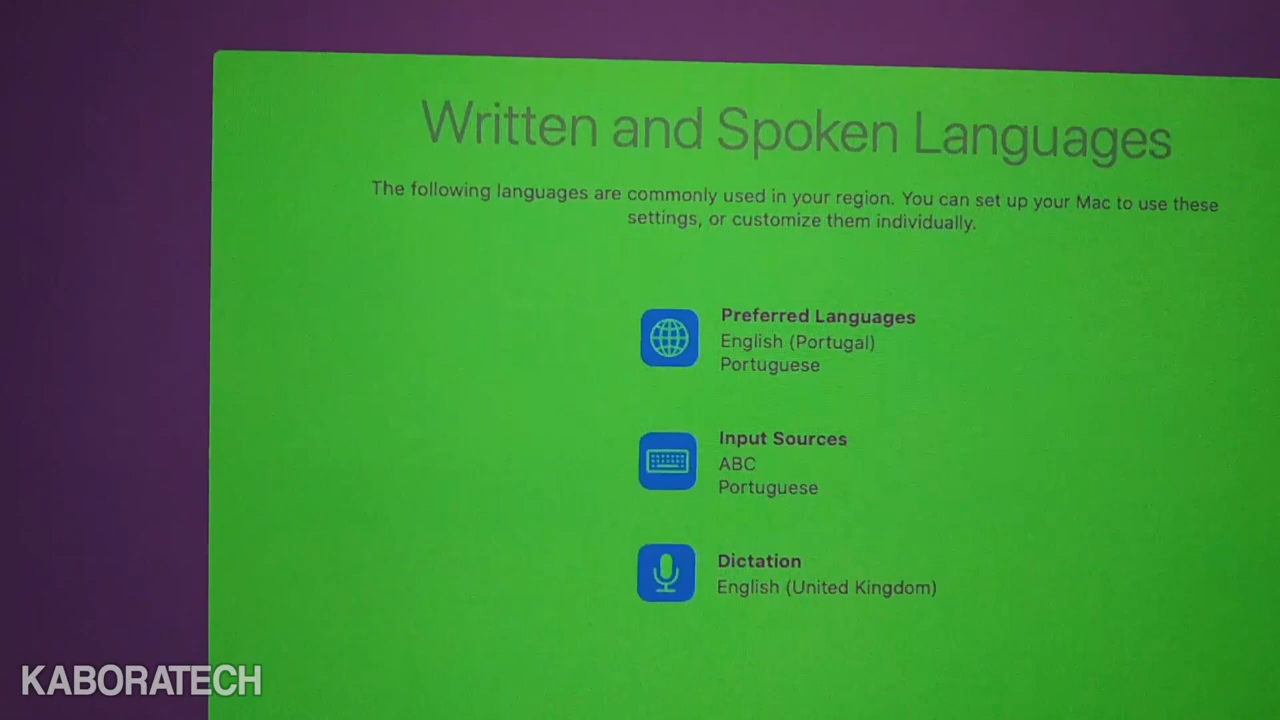 Written and Spoken Languages
The following languages are commonly used in your region. You can set up your Mac to use these
settings, or customize them individually.
Preferred Languages
English (Portugal)
Portuguese
Input Sources
ABC
Portuguese
Dictation
English (United Kingdom)
KABORATECH